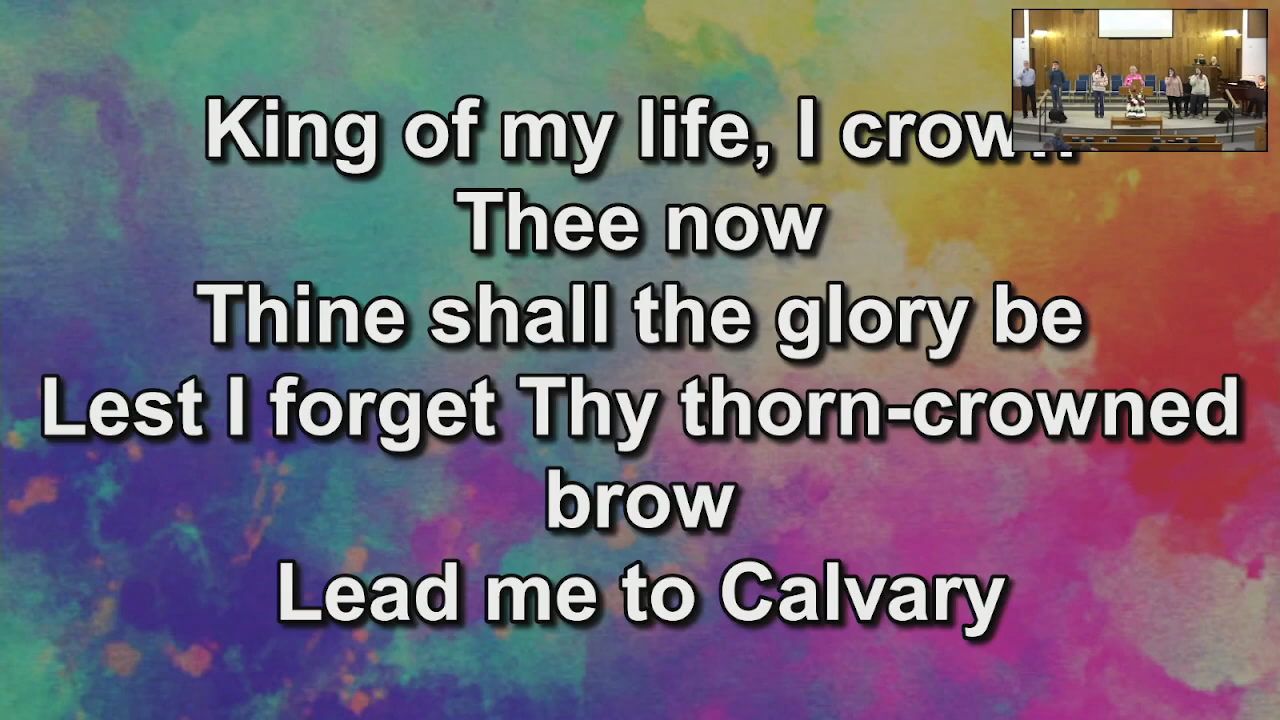 King of my life, I crown
Thee now
Thine shall the glory be
Lest I forget Thy thorn-crowned
brow
Lead me to Calvary